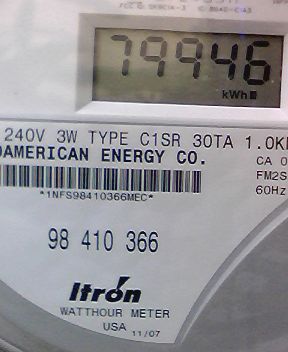 79946
kWh
240V 3W TYPE C1SR 30TA 1.0K
AMERICAN ENERGY CO.
CA 0
FM2S
60Hz
*1NFS98410366MEC*
98 410 366
Itron
WATTHOUR METER
USA 11/07